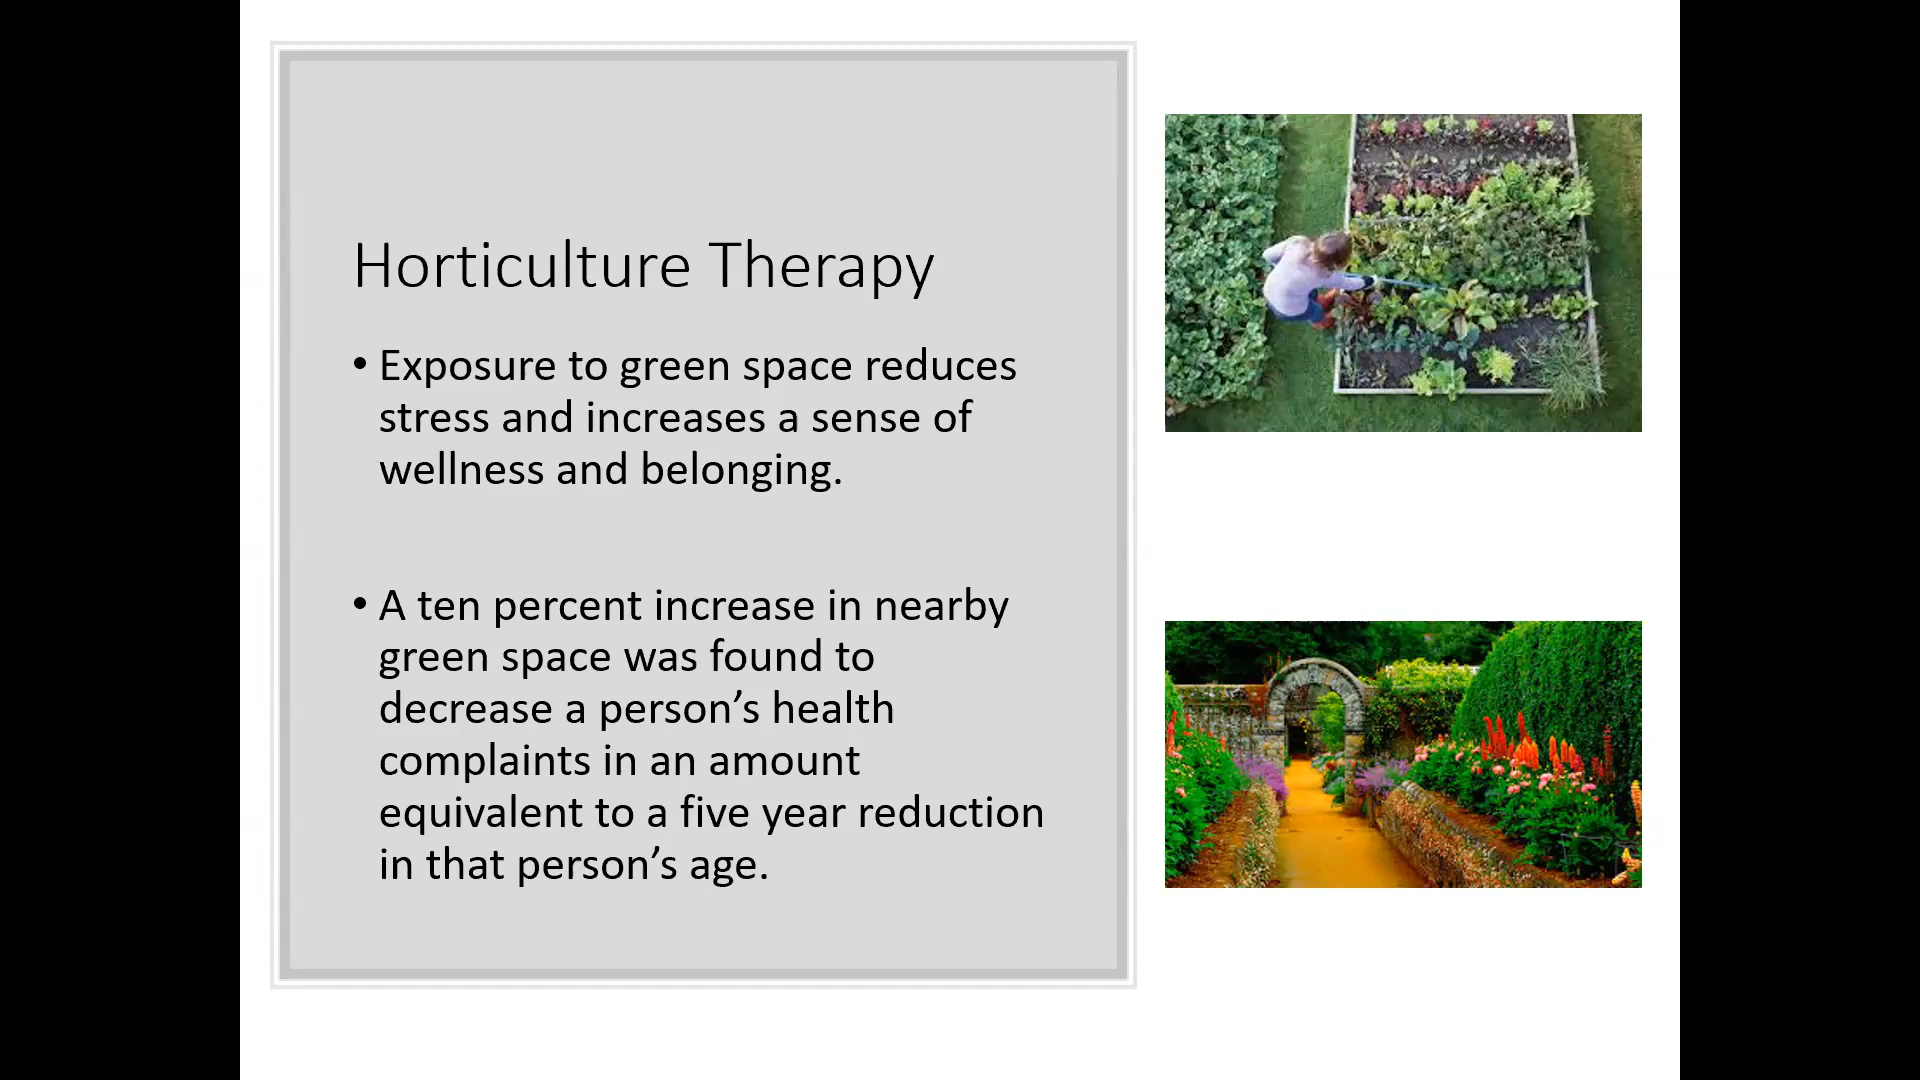 Horticulture Therapy
• Exposure to green space reduces
stress and increases a sense of
wellness and belonging.
• A ten percent increase in nearby
green space was found to
decrease a person’s health
complaints in an amount
equivalent to a five year reduction
in that person’s age.